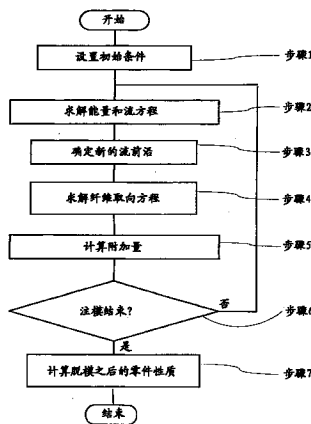 开始
设置初始条件
步骤1
求解能量和流方程
步骤2
确定新的流前沿
步骤3
求解纤维取向方程
步骤4
计算附加量
步骤5
注模结束?
否
步骤6
是
计算脱模之后的零件性质
步骤7
结束